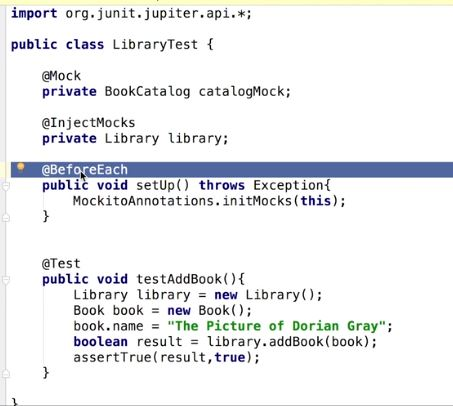 import org.junit.jupiter.api.*;
public class LibraryTest {
@Mock
private BookCatalog catalogMock;
@InjectMocks
private Library library;
@BeforeEach
public void setUp() throws Exception{
MockitoAnnotations.initMocks(this);
}
@Test
public void testAddBook(){
Library library = new Library();
Book book = new Book();
book.name = "The Picture of Dorian Gray";
boolean result = library.addBook(book);
assertTrue(result,true);
}
}